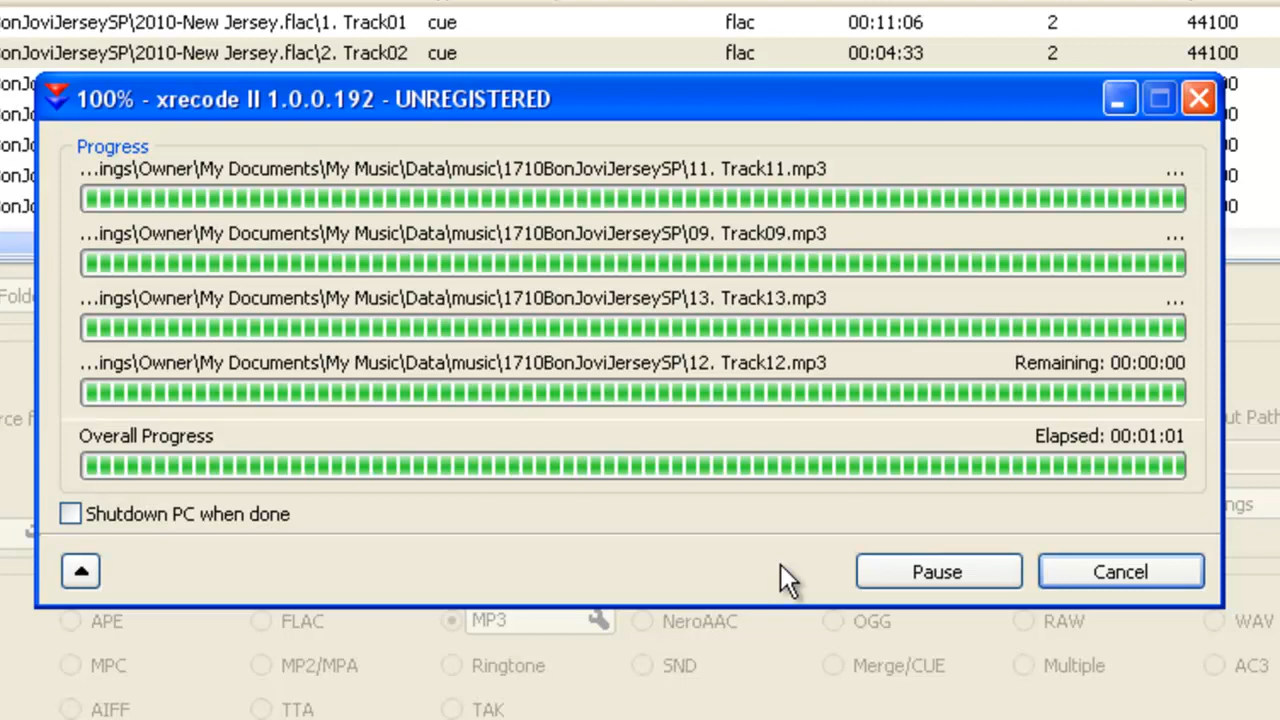 onJoviJerseySP\2010-New Jersey.flac\1. Track01 cue flac 00:11:06 2 44100
onJoviJerseySP\2010-New Jersey.flac\2. Track02 cue flac 00:04:33 2 44100
100% - xrecode II 1.0.0.192 - UNREGISTERED
Progress
...ings\Owner\My Documents\My Music\Data\music\1710BonJoviJerseySP\11. Track11.mp3 ...
...ings\Owner\My Documents\My Music\Data\music\1710BonJoviJerseySP\09. Track09.mp3 ...
...ings\Owner\My Documents\My Music\Data\music\1710BonJoviJerseySP\13. Track13.mp3 ...
...ings\Owner\My Documents\My Music\Data\music\1710BonJoviJerseySP\12. Track12.mp3 Remaining: 00:00:00
Overall Progress Elapsed: 00:01:01
Shutdown PC when done
Pause Cancel
APE FLAC MP3 NeroAAC OGG RAW WAV
MPC MP2/MPA Ringtone SND Merge/CUE Multiple AC3
AIFF TTA TAK